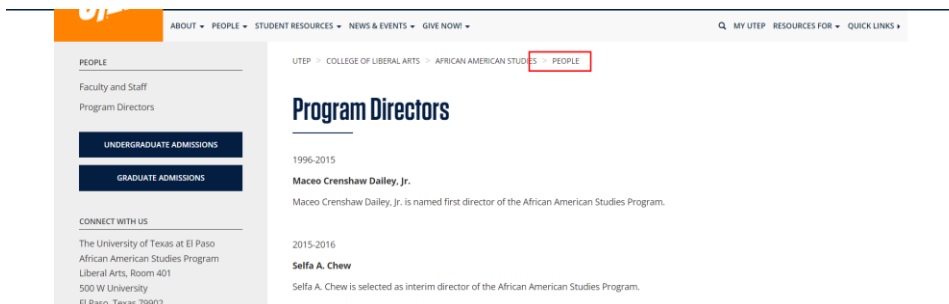 ABOUT PEOPLE STUDENT RESOURCES NEWS & EVENTS GIVE NOW! MY UTEP RESOURCES FOR QUICK LINKS
PEOPLE
Faculty and Staff
Program Directors
UNDERGRADUATE ADMISSIONS
GRADUATE ADMISSIONS
CONNECT WITH US
The University of Texas at El Paso
African American Studies Program
Liberal Arts, Room 401
500 W University
El Paso, Texas 79902
UTEP > COLLEGE OF LIBERAL ARTS > AFRICAN AMERICAN STUDIES > PEOPLE
Program Directors
1996-2015
Maceo Crenshaw Dailey, Jr.
Maceo Crenshaw Dailey, Jr. is named first director of the African American Studies Program.
2015-2016
Selfa A. Chew
Selfa A. Chew is selected as interim director of the African American Studies Program.